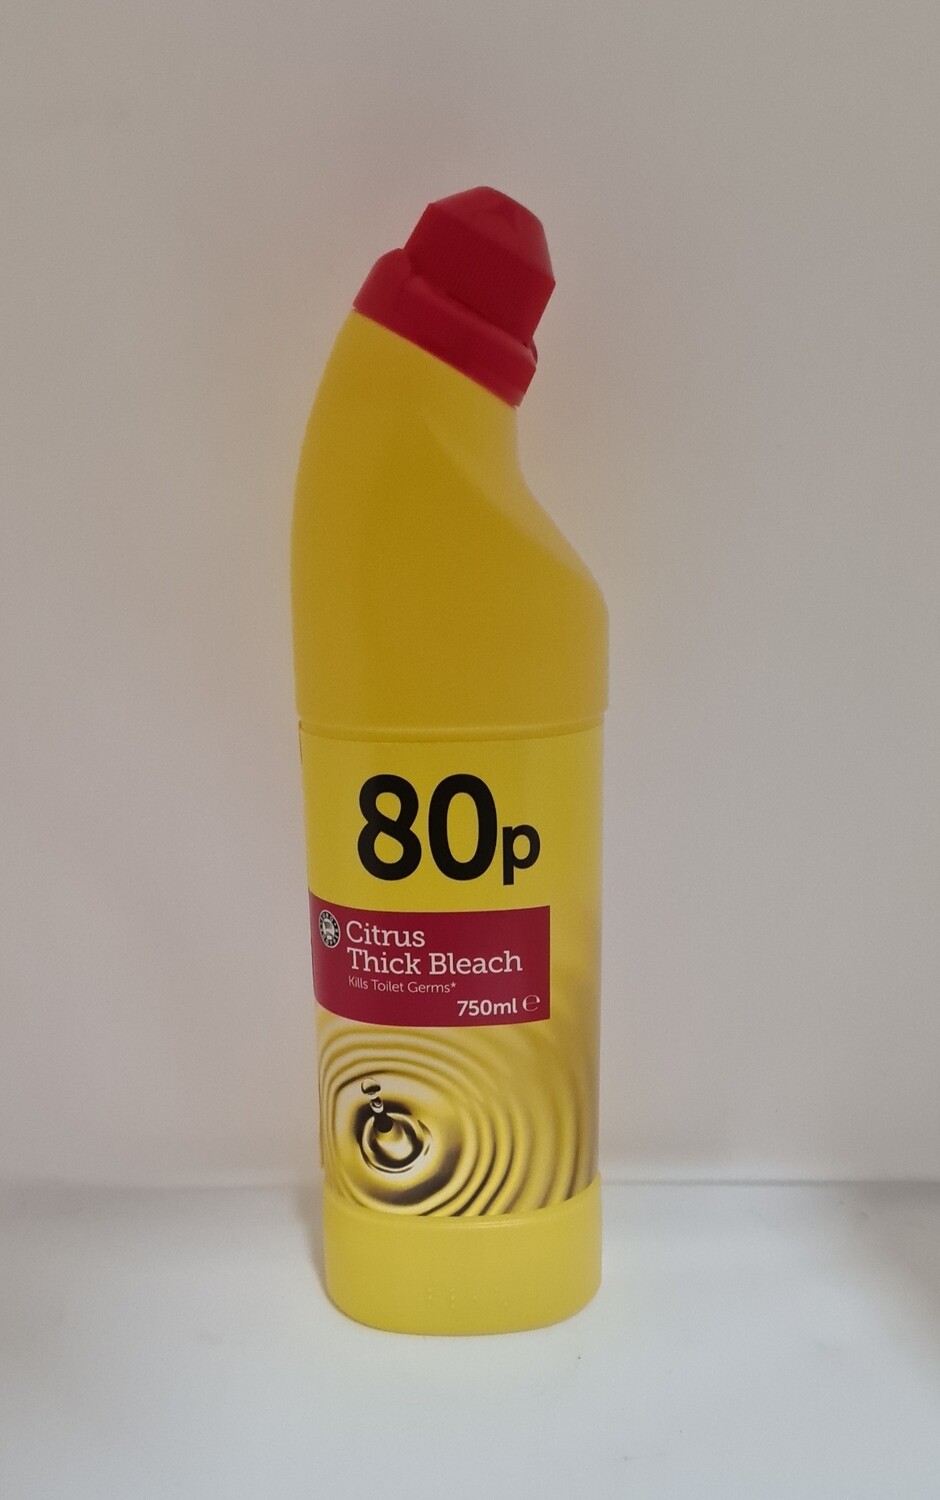 80p
Citrus
Thick Bleach
Kills Toilet Germs*
750ml ℮